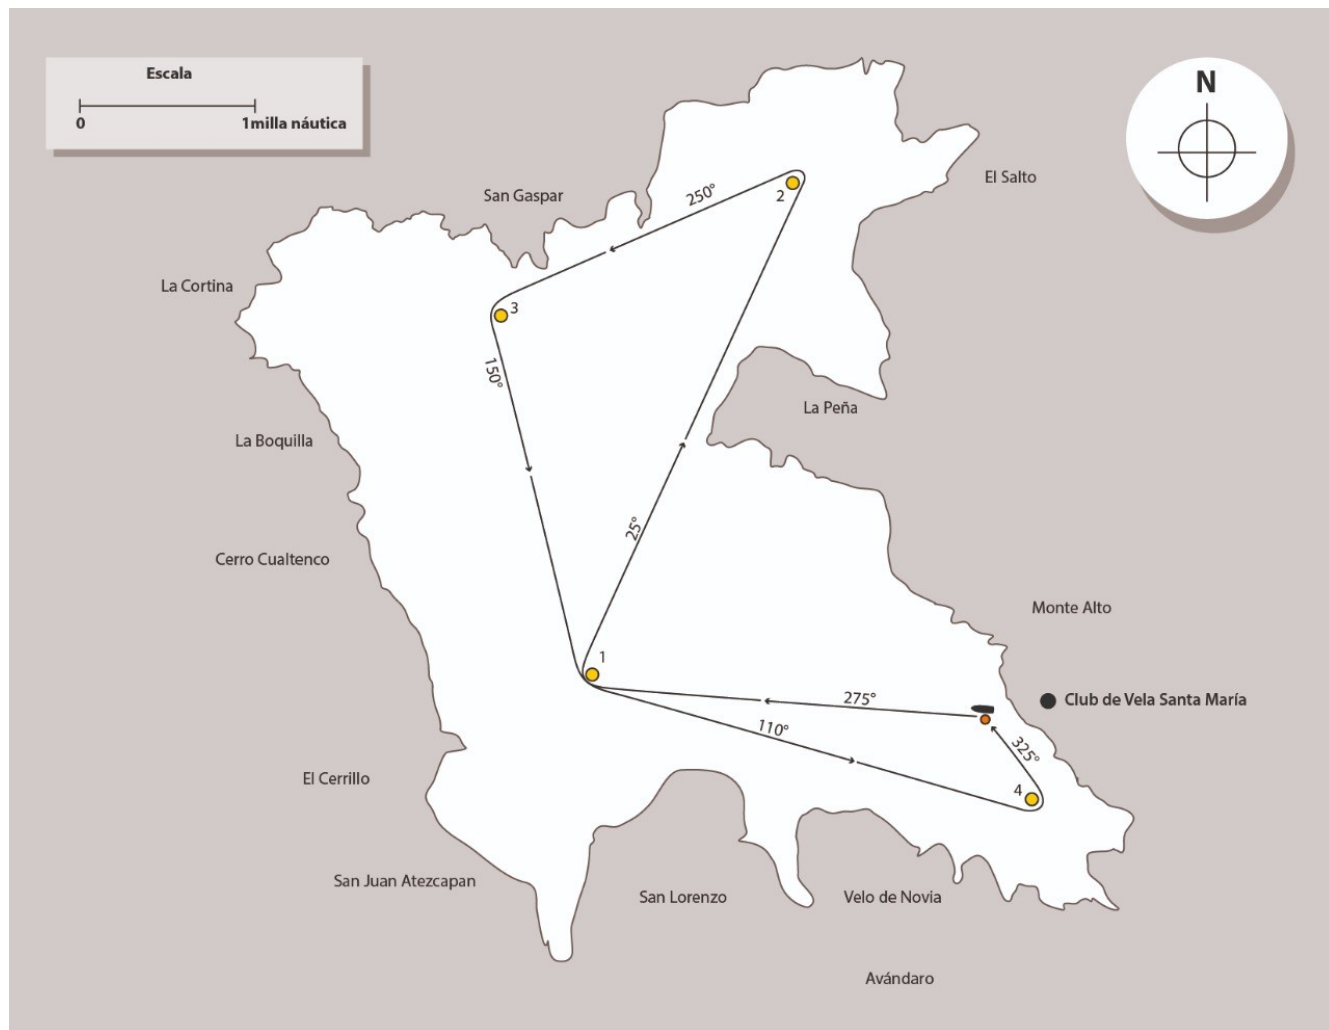 Escala
0 1milla náutica
N
El Salto
San Gaspar
250°
2
La Cortina
3
150°
La Peña
La Boquilla
25°
Cerro Cualtenco
Monte Alto
1
275°
Club de Vela Santa María
110°
325°
El Cerrillo
4
San Juan Atezcapan
San Lorenzo
Velo de Novia
Avándaro